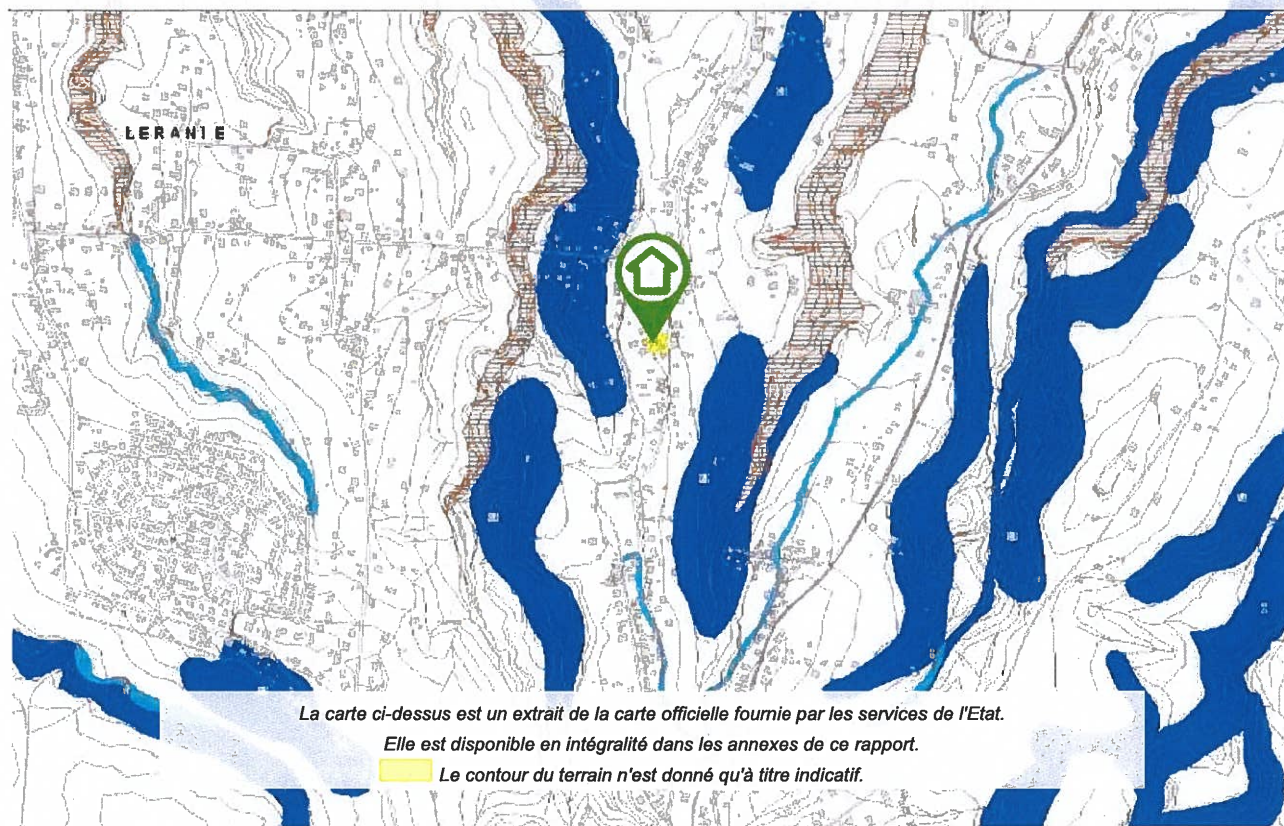 LERANIE
La carte ci-dessus est un extrait de la carte officielle fournie par les services de l'Etat.
Elle est disponible en intégralité dans les annexes de ce rapport.
Le contour du terrain n'est donné qu'à titre indicatif.